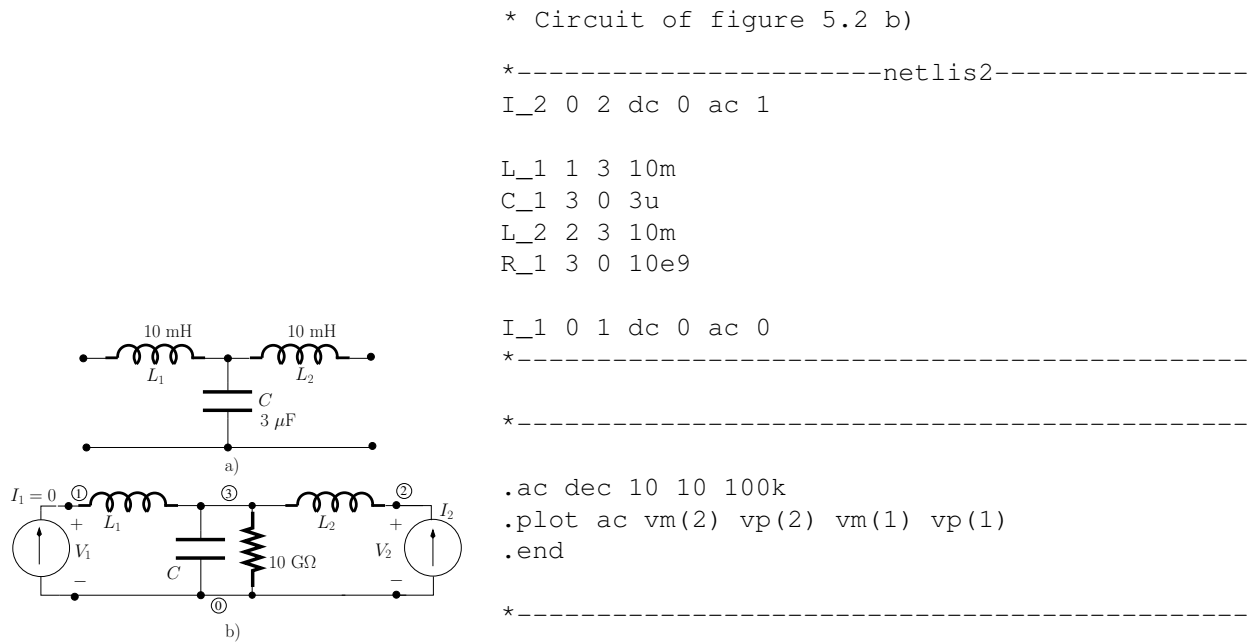 * Circuit of figure 5.2 b)
*-----------------------netlis2----------------
I_2 0 2 dc 0 ac 1
L_1 1 3 10m
C_1 3 0 3u
L_2 2 3 10m
R_1 3 0 10e9
I_1 0 1 dc 0 ac 0
*----------------------------------------------
*----------------------------------------------
.ac dec 10 10 100k
.plot ac vm(2) vp(2) vm(1) vp(1)
.end
*----------------------------------------------
10 mH 10 mH
L₁ L₂
C
3 μF
a)
I₁ = 0 ① ③ ② I₂
L₁ L₂
+ +
V₁ C 10 GΩ V₂
− −
⓪
b)